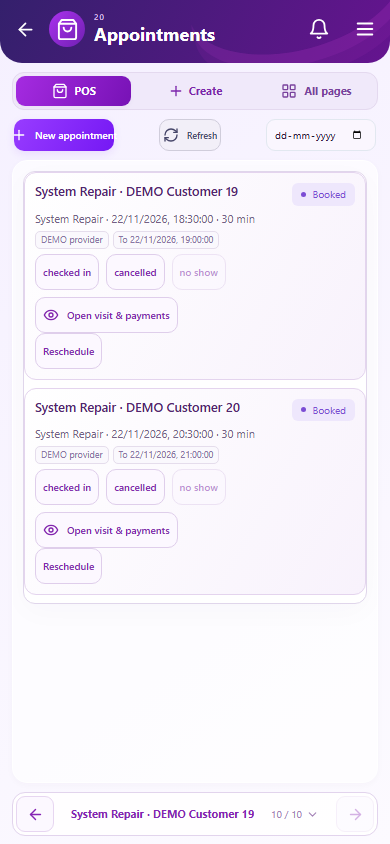 20
Appointments
POS
Create
All pages
New appointmen
Refresh
dd-mm-yyyy
System Repair · DEMO Customer 19
Booked
System Repair · 22/11/2026, 18:30:00 · 30 min
DEMO provider
To 22/11/2026, 19:00:00
checked in
cancelled
no show
Open visit & payments
Reschedule
System Repair · DEMO Customer 20
Booked
System Repair · 22/11/2026, 20:30:00 · 30 min
DEMO provider
To 22/11/2026, 21:00:00
checked in
cancelled
no show
Open visit & payments
Reschedule
System Repair · DEMO Customer 19
10 / 10